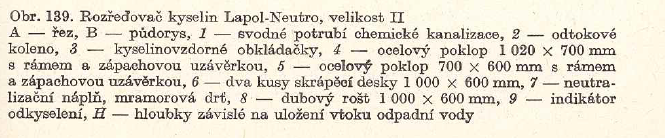 Obr. 139. Rozřeďovač kyselin Lapol-Neutro, velikost II
A — řez, B — půdorys, 1 — svodné potrubí chemické kanalizace, 2 — odtokové
koleno, 3 — kyselinovzdorné obkládačky, 4 — ocelový poklop 1 020 × 700 mm
s rámem a zápachovou uzávěrkou, 5 — ocelový poklop 700 × 600 mm s rámem
a zápachovou uzávěrkou, 6 — dva kusy skrápěcí desky 1 000 × 600 mm, 7 — neutra-
lizační náplň, mramorová drť, 8 — dubový rošt 1 000 × 600 mm, 9 — indikátor
odkyselení, H — hloubky závislé na uložení vtoku odpadní vody